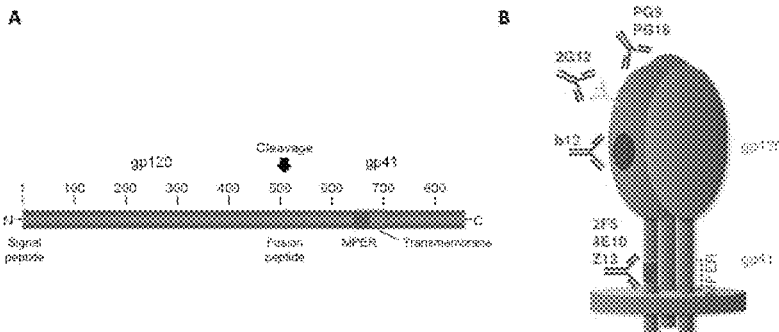 A
gp120
Cleavage
gp41
1 100 200 300 400 500 600 700 800
N
C
Signal
peptide
Fusion
peptide
MPER
Transmembrane
B
PG9
PG16
2G12
b12
gp120
2F5
Z13
gp41